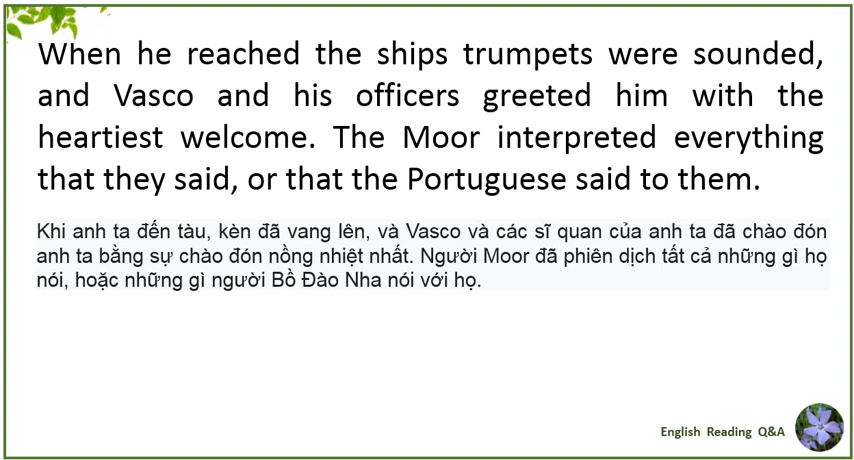 When he reached the ships trumpets were sounded,
and Vasco and his officers greeted him with the
heartiest welcome. The Moor interpreted everything
that they said, or that the Portuguese said to them.
Khi anh ta đến tàu, kèn đã vang lên, và Vasco và các sĩ quan của anh ta đã chào đón
anh ta bằng sự chào đón nồng nhiệt nhất. Người Moor đã phiên dịch tất cả những gì họ
nói, hoặc những gì người Bồ Đào Nha nói với họ.
English Reading Q&A